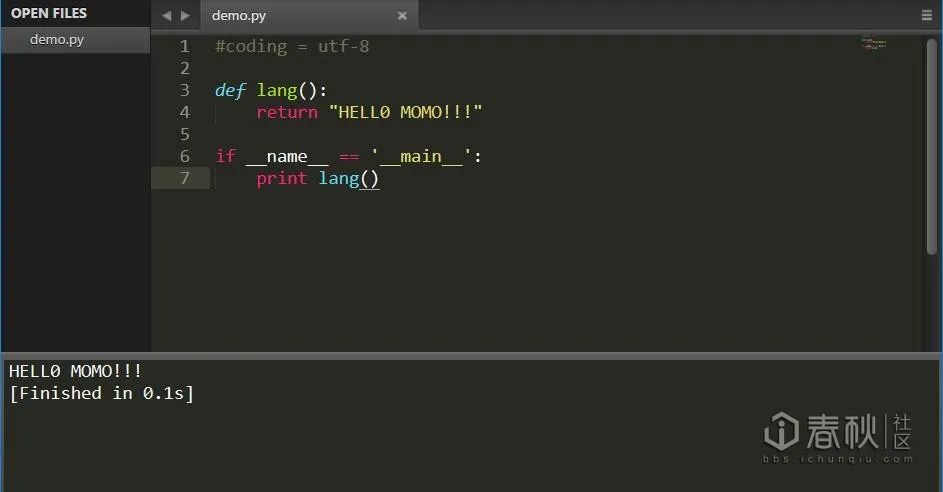 OPEN FILES
demo.py
demo.py
1 #coding = utf-8
2
3 def lang():
4 return "HELL0 MOMO!!!"
5
6 if __name__ == '__main__':
7 print lang()
HELL0 MOMO!!!
[Finished in 0.1s]
春秋 社区
bbs.ichunqiu.com